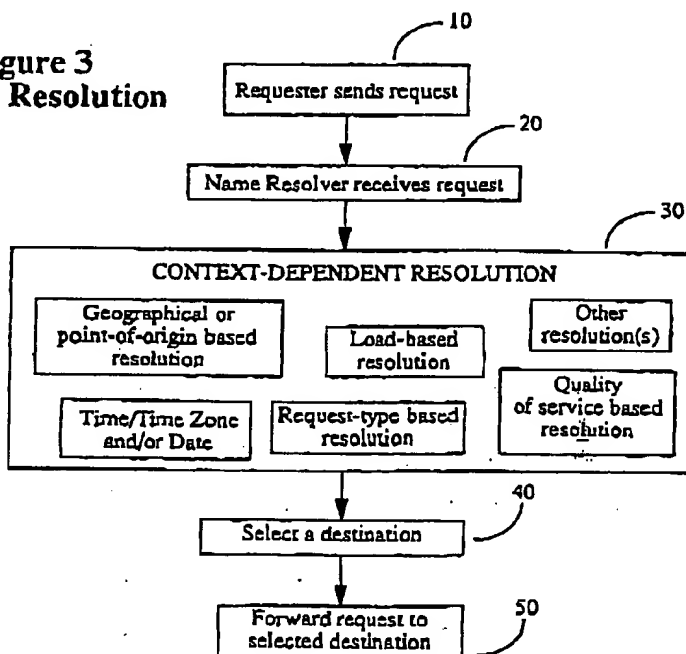 gure 3
Resolution
10
Requester sends request
20
Name Resolver receives request
30
CONTEXT-DEPENDENT RESOLUTION
Geographical or
point-of-origin based
resolution
Load-based
resolution
Other
resolution(s)
Time/Time Zone
and/or Date
Request-type based
resolution
Quality
of service based
resolution
40
Select a destination
50
Forward request to
selected destination